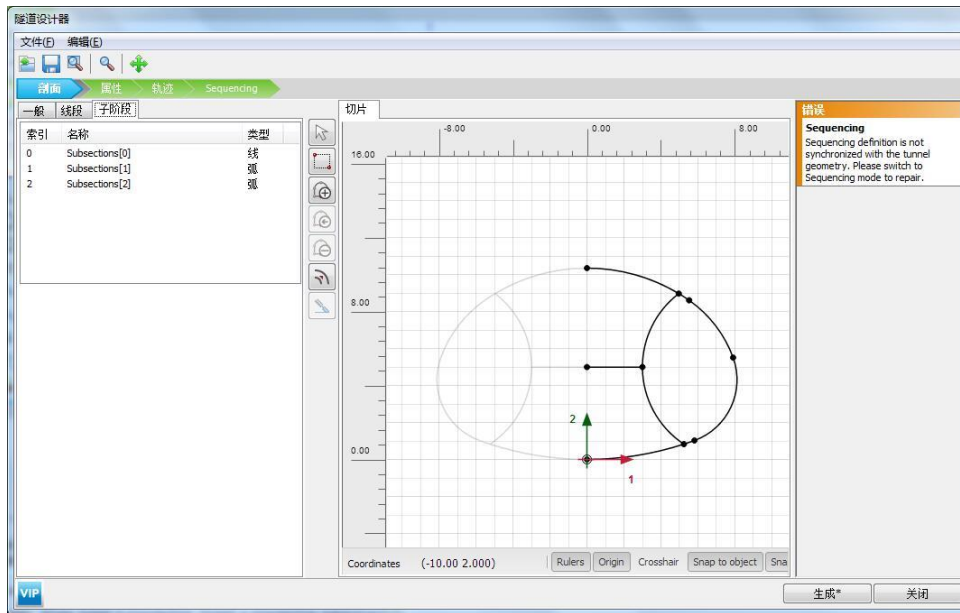 隧道设计器
文件(F) 编辑(E)
剖面 属性 轨迹 Sequencing
一般 线段 子阶段
索引 名称 类型
0 Subsections[0] 线
1 Subsections[1] 弧
2 Subsections[2] 弧
切片
-8.00 0.00 8.00
16.00
8.00
0.00
2
1
Coordinates (-10.00 2.000) Rulers Origin Crosshair Snap to object Sna
错误
Sequencing
Sequencing definition is not
synchronized with the tunnel
geometry. Please switch to
Sequencing mode to repair.
VIP
生成* 关闭